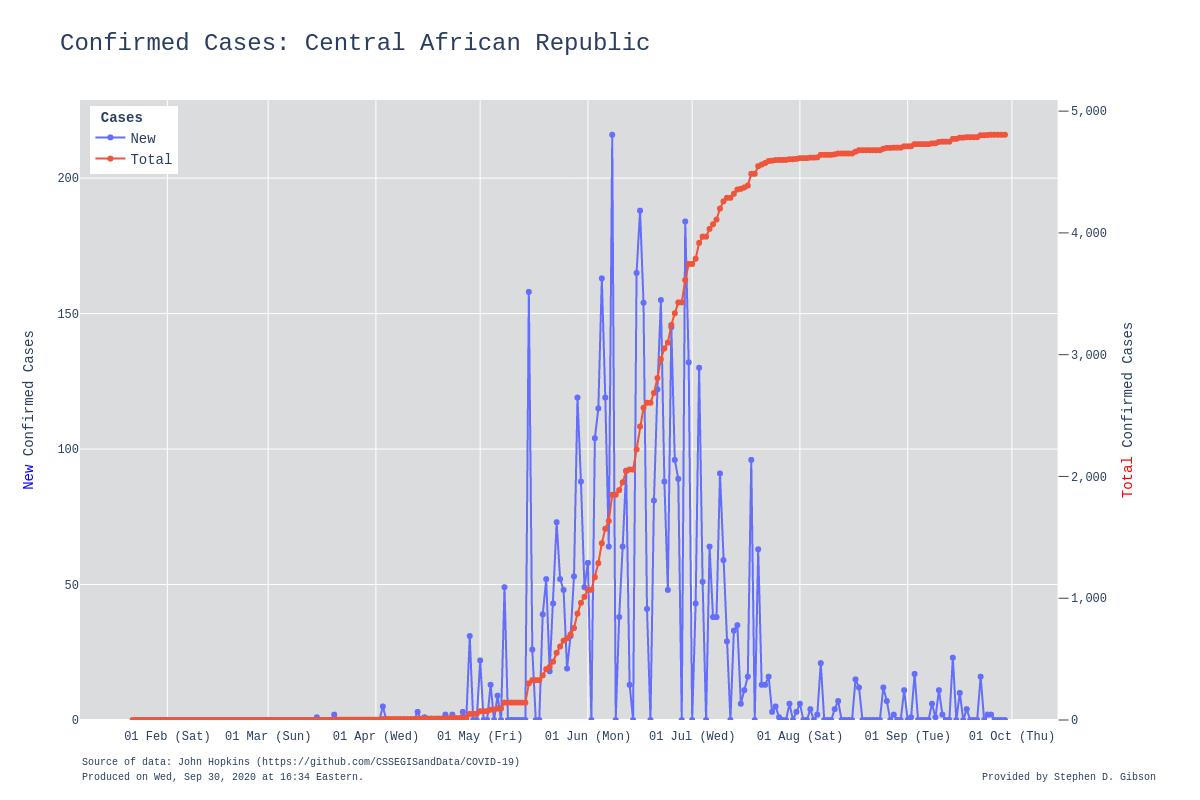 Confirmed Cases: Central African Republic
Cases
New
Total
200
150
100
50
0
5,000
4,000
3,000
2,000
1,000
0
New Confirmed Cases
Total Confirmed Cases
01 Feb (Sat) 01 Mar (Sun) 01 Apr (Wed) 01 May (Fri) 01 Jun (Mon) 01 Jul (Wed) 01 Aug (Sat) 01 Sep (Tue) 01 Oct (Thu)
Source of data: John Hopkins (https://github.com/CSSEGISandData/COVID-19)
Produced on Wed, Sep 30, 2020 at 16:34 Eastern.
Provided by Stephen D. Gibson